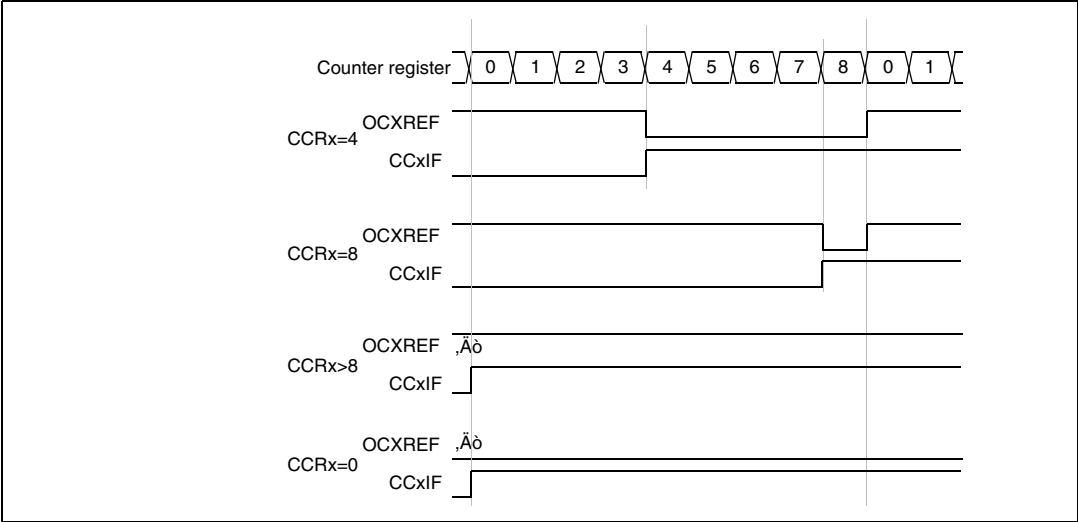 Counter register 0 1 2 3 4 5 6 7 8 0 1
OCXREF
CCRx=4
CCxIF
OCXREF
CCRx=8
CCxIF
OCXREF ‚Äò
CCRx>8
CCxIF
OCXREF ‚Äò
CCRx=0
CCxIF